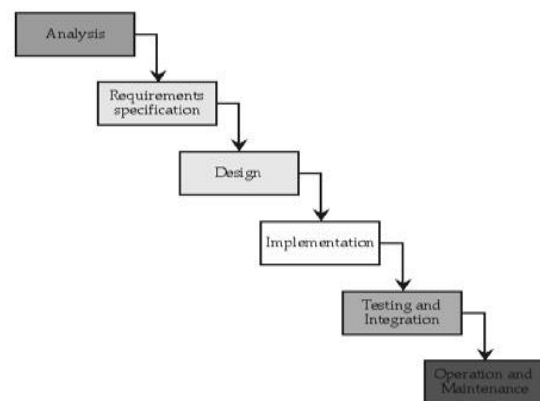 Analysis
Requirements
specification
Design
Implementation
Testing and
Integration
Operation and
Maintenance